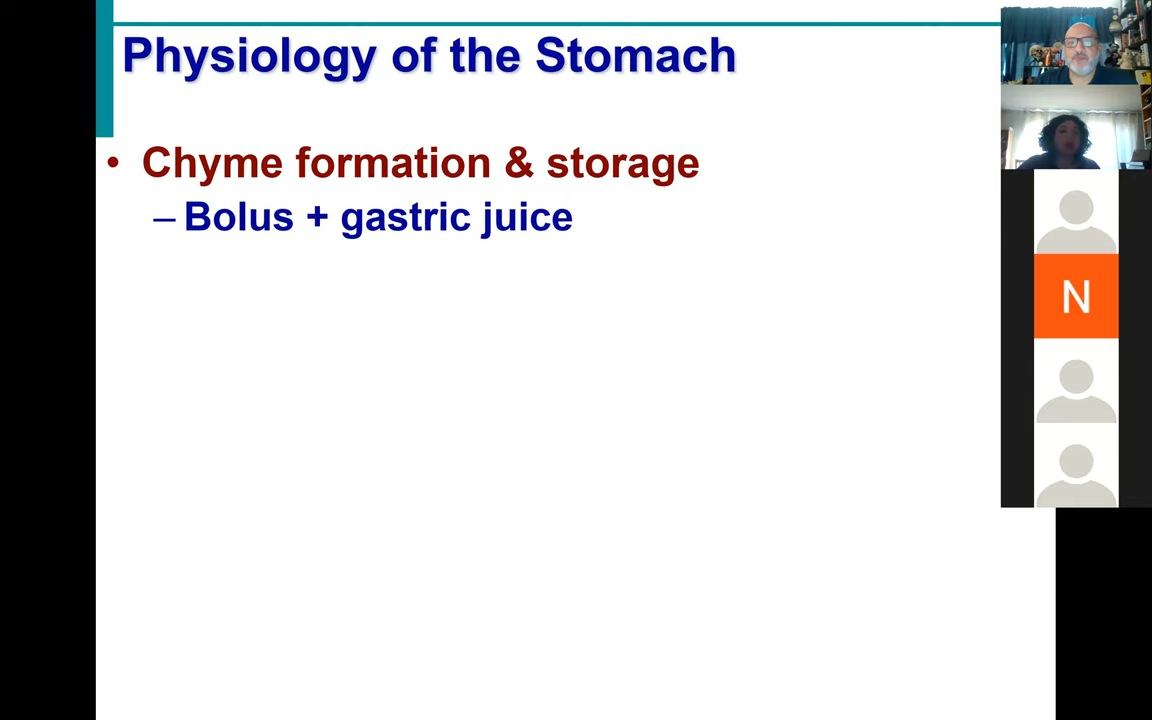 Physiology of the Stomach
• Chyme formation & storage
– Bolus + gastric juice
N